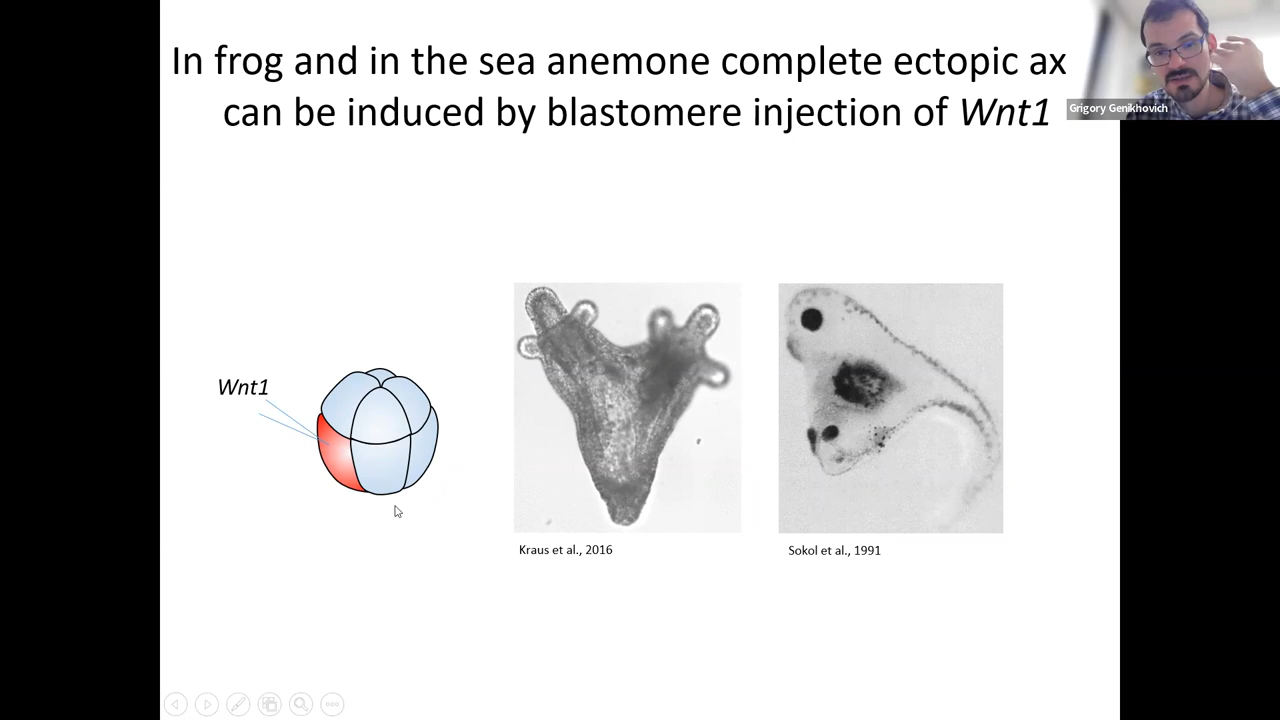 In frog and in the sea anemone complete ectopic ax
can be induced by blastomere injection of Wnt1
Grigory Genikhovich
Wnt1
Kraus et al., 2016
Sokol et al., 1991